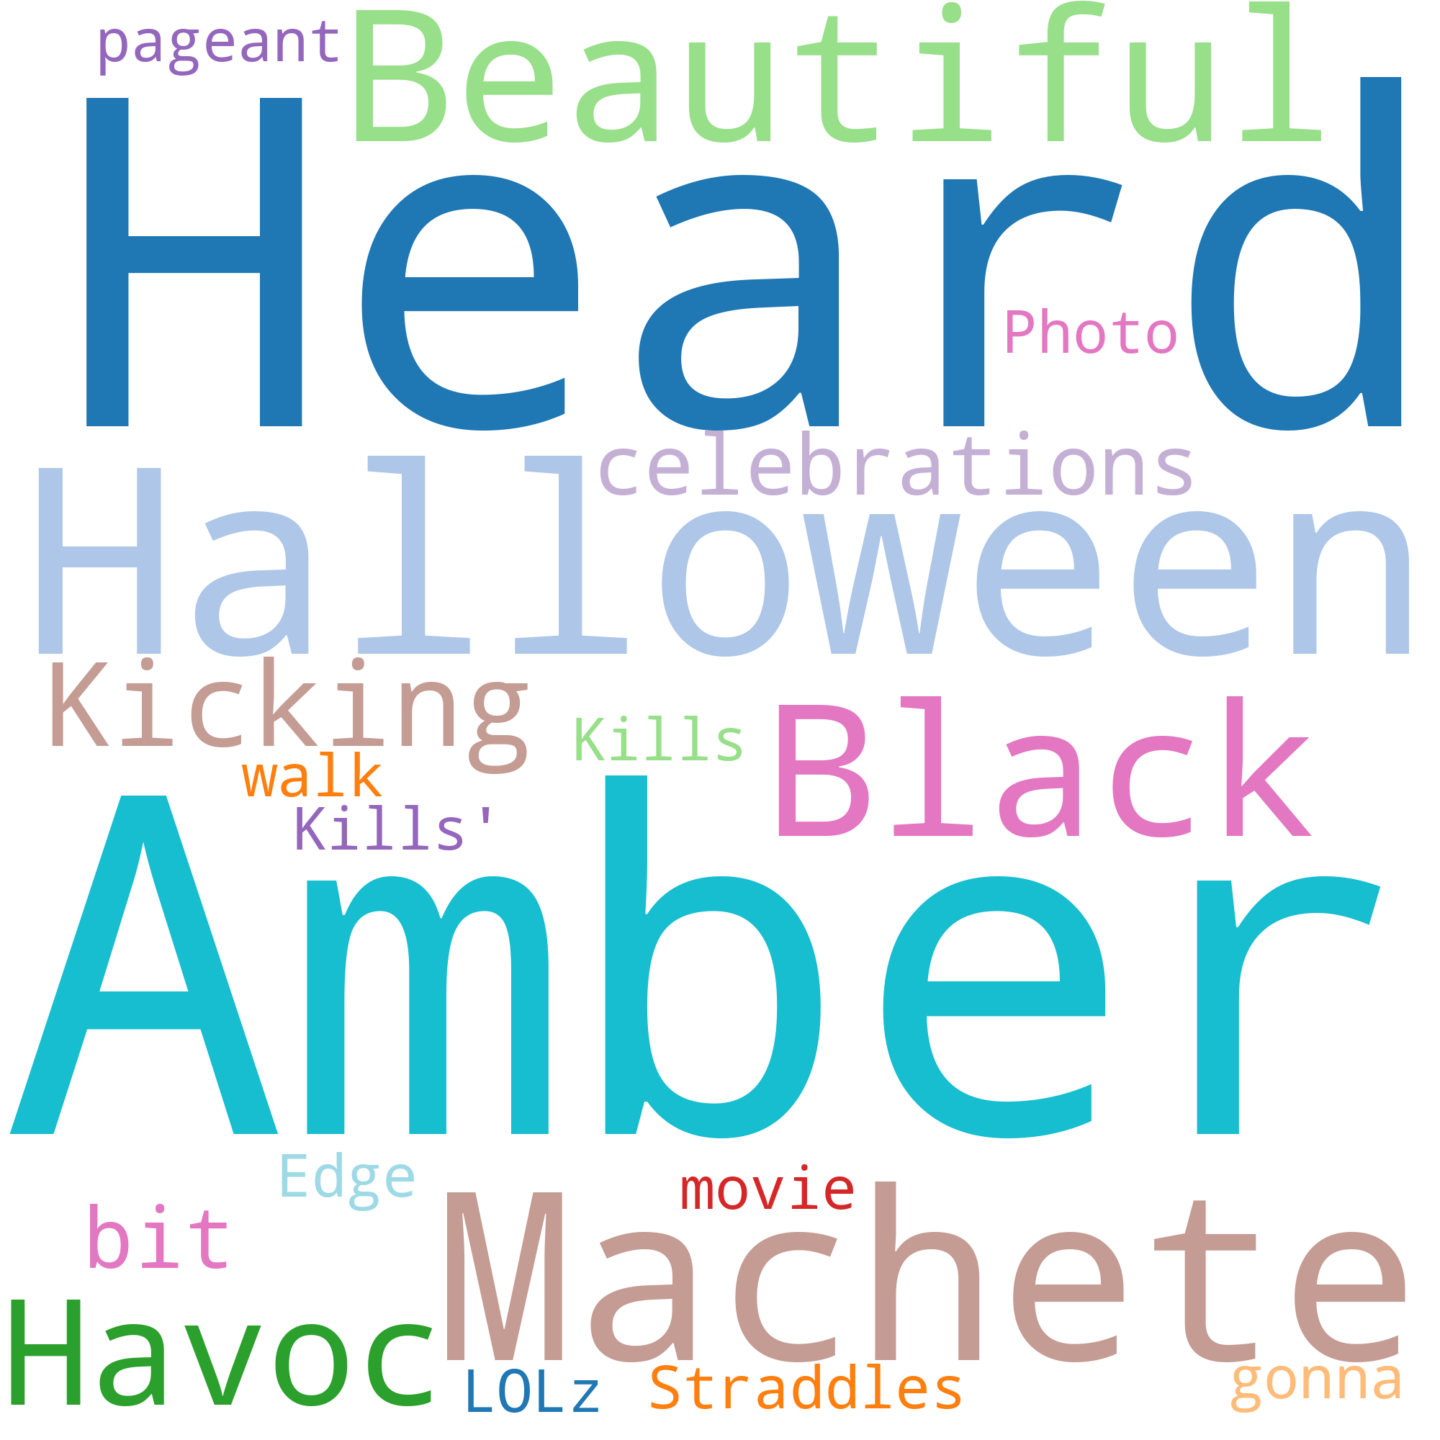 pageant Beautiful
Heard
Photo
celebrations
Halloween
Kicking
Kills Black
walk
Kills'
Amber
Edge
movie
bit
Machete
Havoc
LOLz Straddles gonna